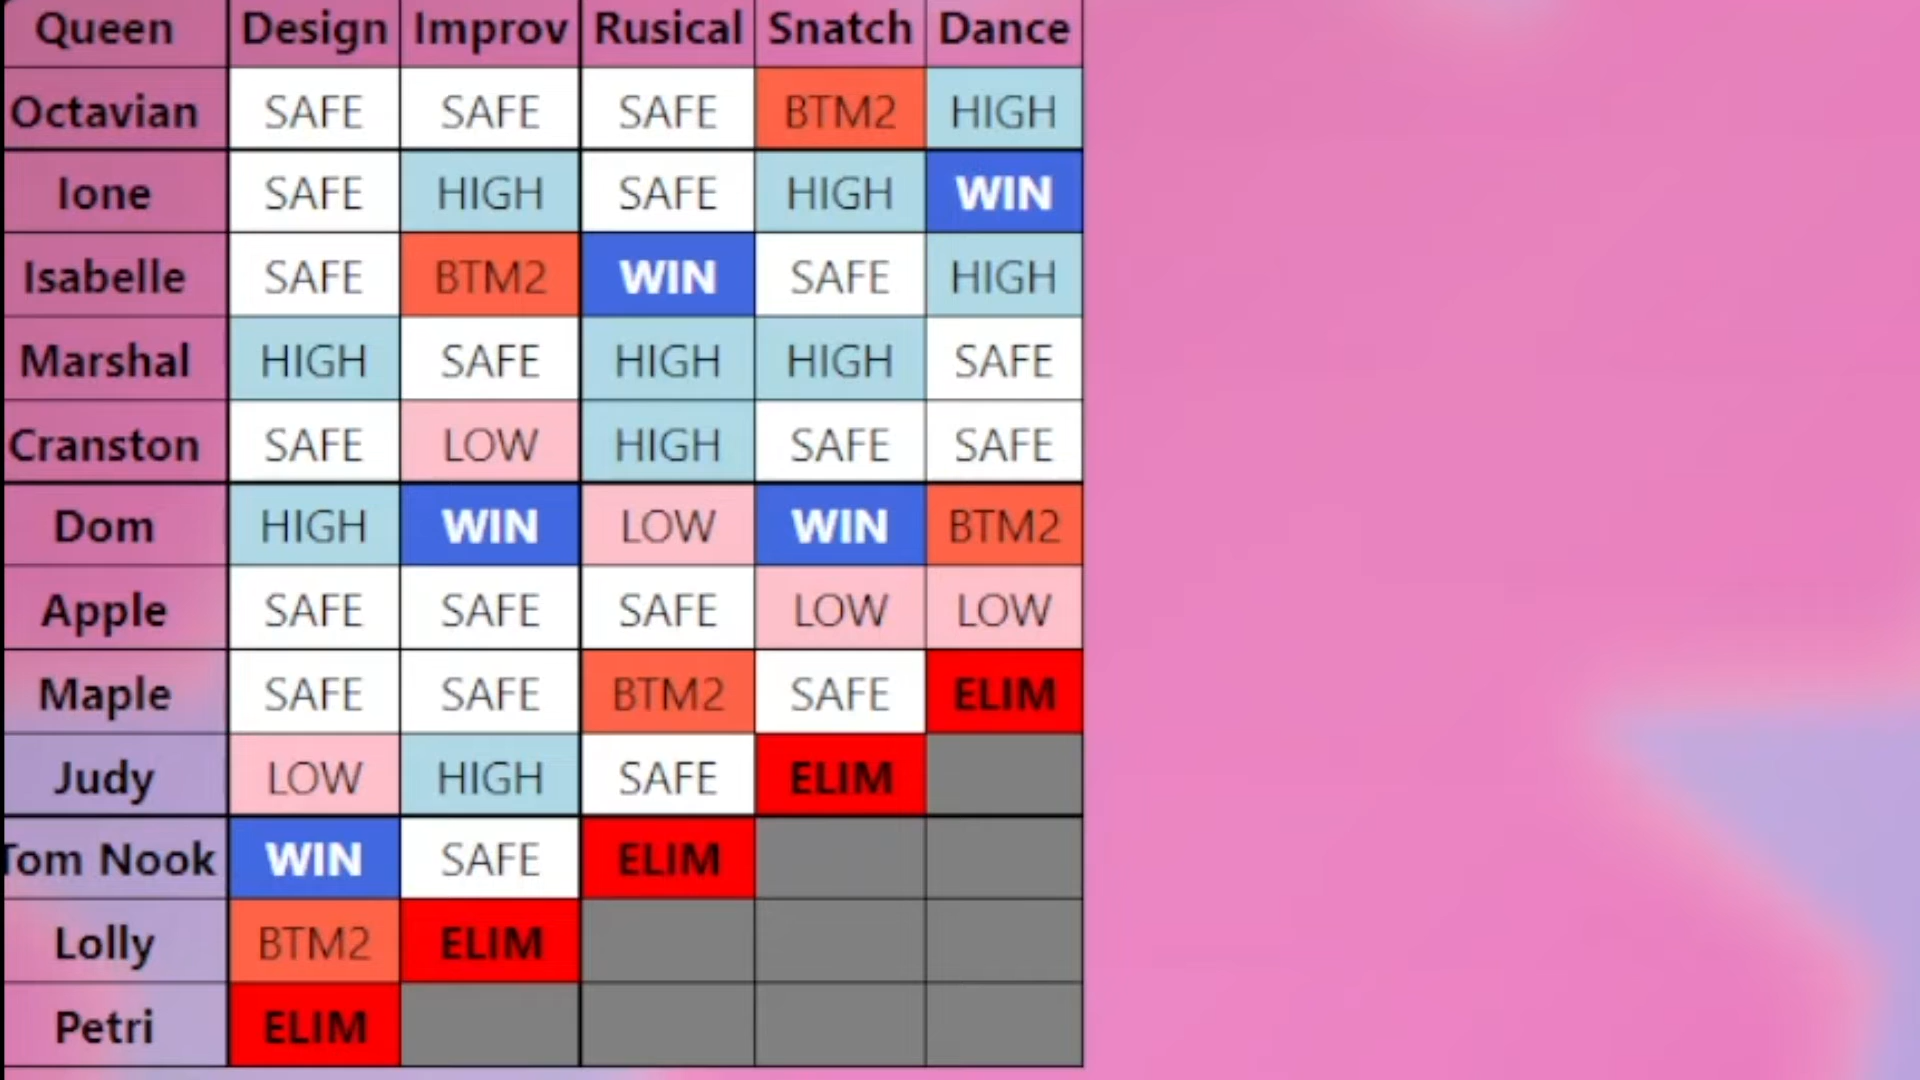 Queen Design Improv Rusical Snatch Dance
Octavian SAFE SAFE SAFE BTM2 HIGH
Ione SAFE HIGH SAFE HIGH WIN
Isabelle SAFE BTM2 WIN SAFE HIGH
Marshal HIGH SAFE HIGH HIGH SAFE
Cranston SAFE LOW HIGH SAFE SAFE
Dom HIGH WIN LOW WIN BTM2
Apple SAFE SAFE SAFE LOW LOW
Maple SAFE SAFE BTM2 SAFE ELIM
Judy LOW HIGH SAFE ELIM
Tom Nook WIN SAFE ELIM
Lolly BTM2 ELIM
Petri ELIM